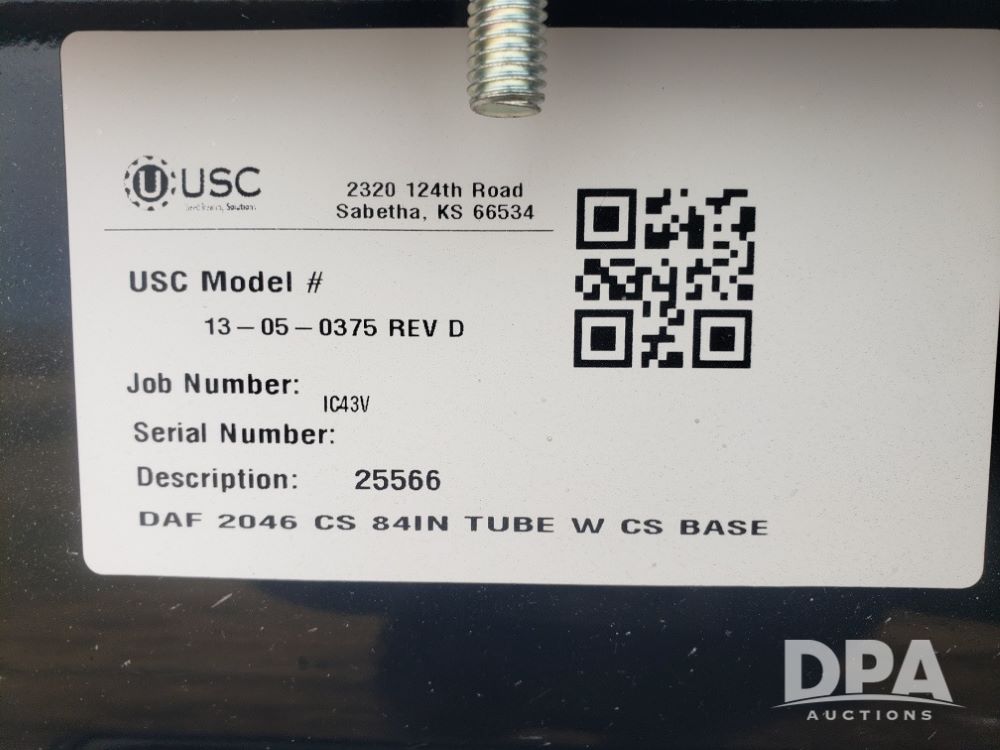 USC
2320 124th Road
Sabetha, KS 66534
USC Model #
13-05-0375 REV D
Job Number:
IC43V
Serial Number:
Description: 25566
DAF 2046 CS 84IN TUBE W CS BASE
DPA
AUCTIONS